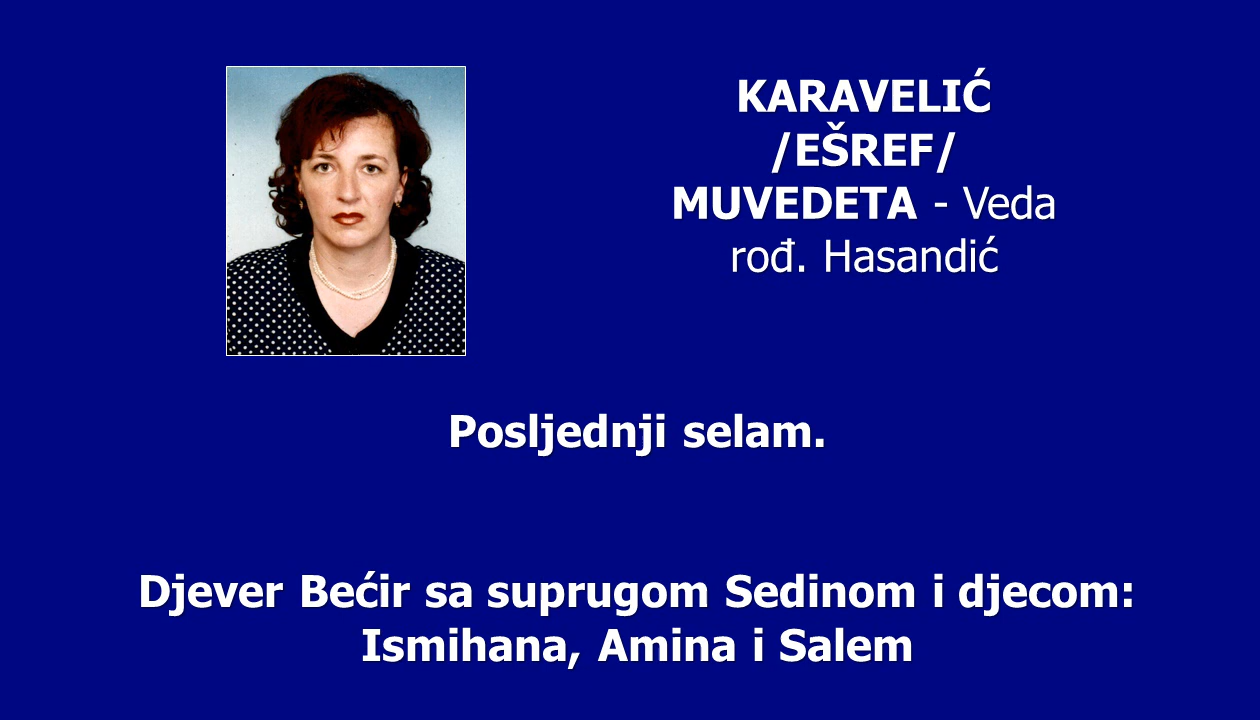 KARAVELIĆ
/EŠREF/
MUVEDETA - Veda
rođ. Hasandić
Posljednji selam.
Djever Bećir sa suprugom Sedinom i djecom:
Ismihana, Amina i Salem